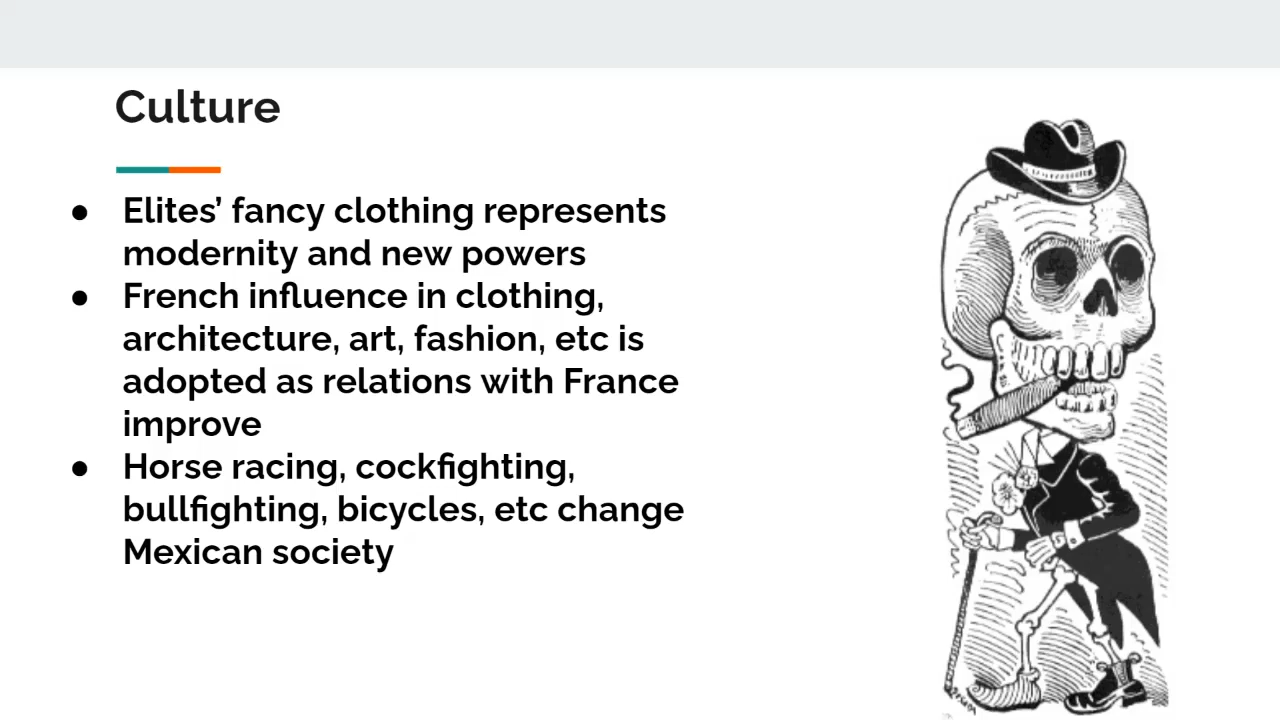 Culture
● Elites’ fancy clothing represents
modernity and new powers
● French influence in clothing,
architecture, art, fashion, etc is
adopted as relations with France
improve
● Horse racing, cockfighting,
bullfighting, bicycles, etc change
Mexican society